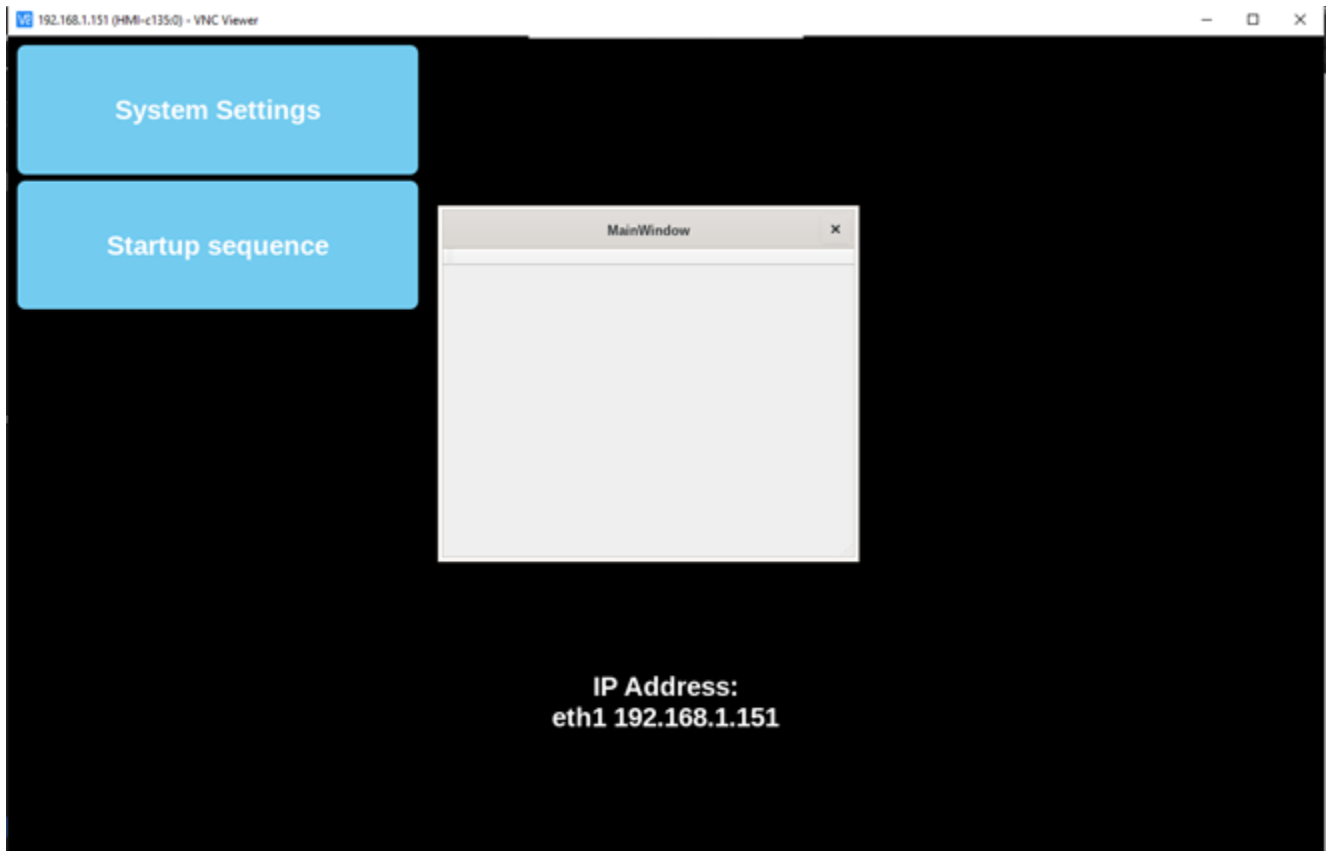 192.168.1.151 (HMI-c135:0) - VNC Viewer
System Settings
Startup sequence
MainWindow
IP Address:
eth1 192.168.1.151